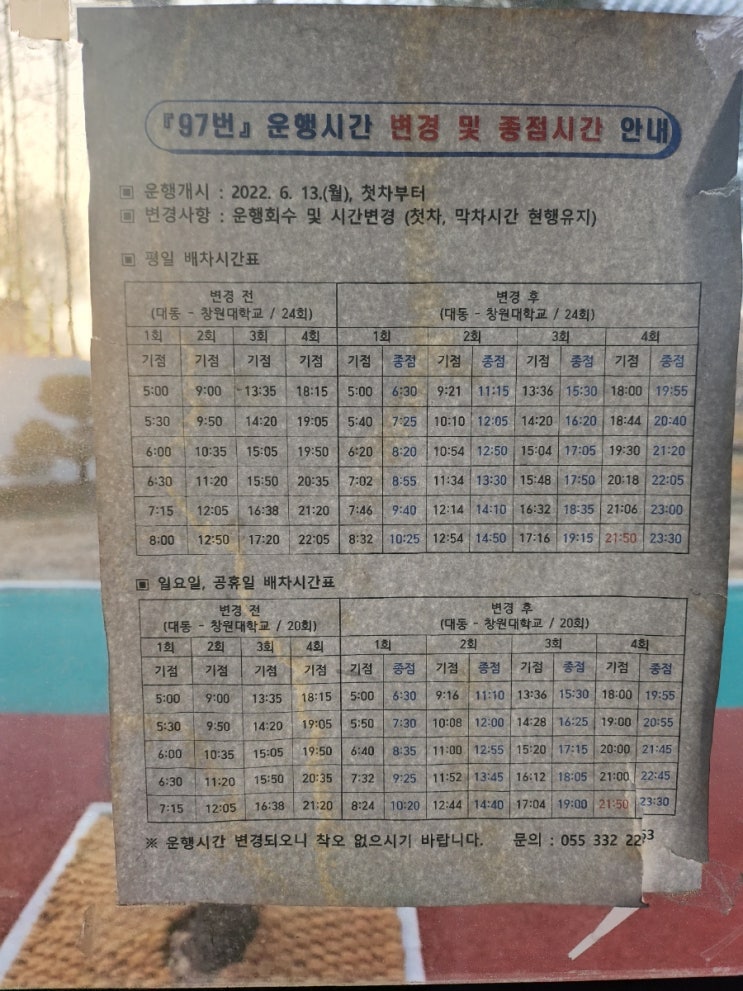 『97번』 운행시간 변경 및 종점시간 안내
▣ 운행개시 : 2022. 6. 13.(월), 첫차부터
▣ 변경사항 : 운행회수 및 시간변경 (첫차, 막차시간 현행유지)
▣ 평일 배차시간표
변경 전 변경 후
(대동 - 창원대학교 / 24회) (대동 - 창원대학교 / 24회)
1회 2회 3회 4회 1회 2회 3회 4회
기점 기점 기점 기점 기점 종점 기점 종점 기점 종점 기점 종점
5:00 9:00 13:35 18:15 5:00 6:30 9:21 11:15 13:36 15:30 18:00 19:55
5:30 9:50 14:20 19:05 5:40 7:25 10:10 12:05 14:20 16:20 18:44 20:40
6:00 10:35 15:05 19:50 6:20 8:20 10:54 12:50 15:04 17:05 19:30 21:20
6:30 11:20 15:50 20:35 7:02 8:55 11:34 13:30 15:48 17:50 20:18 22:05
7:15 12:05 16:38 21:20 7:46 9:40 12:14 14:10 16:32 18:35 21:06 23:00
8:00 12:50 17:20 22:05 8:32 10:25 12:54 14:50 17:16 19:15 21:50 23:30
▣ 일요일, 공휴일 배차시간표
변경 전 변경 후
(대동 - 창원대학교 / 20회) (대동 - 창원대학교 / 20회)
1회 2회 3회 4회 1회 2회 3회 4회
기점 기점 기점 기점 기점 종점 기점 종점 기점 종점 기점 종점
5:00 9:00 13:35 18:15 5:00 6:30 9:16 11:10 13:36 15:30 18:00 19:55
5:30 9:50 14:20 19:05 5:50 7:30 10:08 12:00 14:28 16:25 19:00 20:55
6:00 10:35 15:05 19:50 6:40 8:35 11:00 12:55 15:20 17:15 20:00 21:45
6:30 11:20 15:50 20:35 7:32 9:25 11:52 13:45 16:12 18:05 21:00 22:45
7:15 12:05 16:38 21:20 8:24 10:20 12:44 14:40 17:04 19:00 21:50 23:30
※ 운행시간 변경되오니 착오 없으시기 바랍니다. 문의 : 055 332 2253